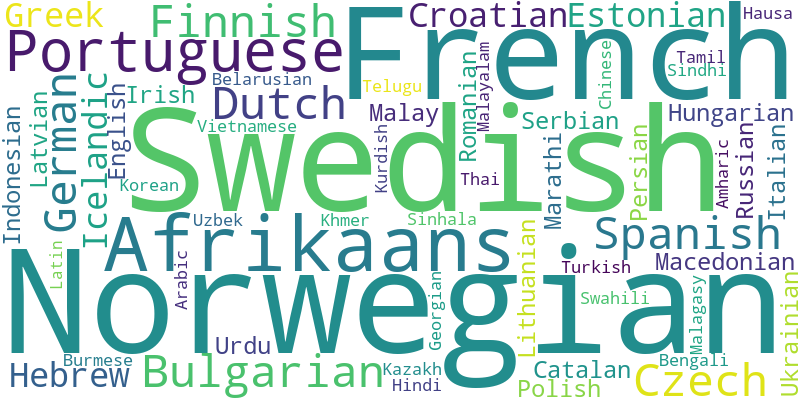 Greek
Finnish
French
Croatian
Estonian
Hausa
Portuguese
Tamil
Sindhi
Malayalam
Chinese
Belarusian
Telugu
German
Icelandic
Irish
English
Latvian
Dutch
Malay
Romanian
Serbian
Hungarian
Indonesian
Vietnamese
Swedish
Kurdish
Korean
Thai
Marathi
Persian
Amharic
Russian
Italian
Uzbek
Khmer
Sinhala
Afrikaans
Spanish
Latin
Arabic
Norwegian
Georgian
Lithuanian
Turkish
Macedonian
Swahili
Malagasy
Ukrainian
Urdu
Hebrew
Burmese
Bulgarian
Kazakh
Hindi
Catalan
Polish
Bengali
Czech